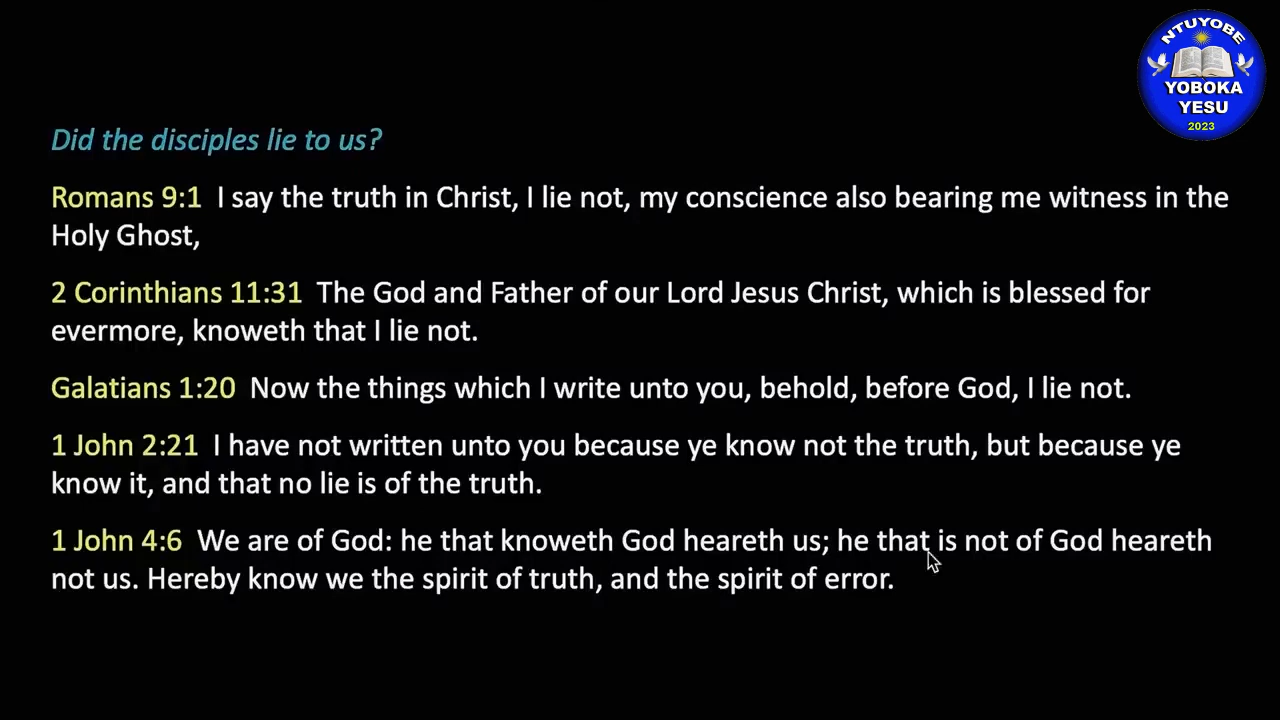 NTUYOBE
YOBOKA
YESU
2023
Did the disciples lie to us?
Romans 9:1 I say the truth in Christ, I lie not, my conscience also bearing me witness in the
Holy Ghost,
2 Corinthians 11:31 The God and Father of our Lord Jesus Christ, which is blessed for
evermore, knoweth that I lie not.
Galatians 1:20 Now the things which I write unto you, behold, before God, I lie not.
1 John 2:21 I have not written unto you because ye know not the truth, but because ye
know it, and that no lie is of the truth.
1 John 4:6 We are of God: he that knoweth God heareth us; he that is not of God heareth
not us. Hereby know we the spirit of truth, and the spirit of error.